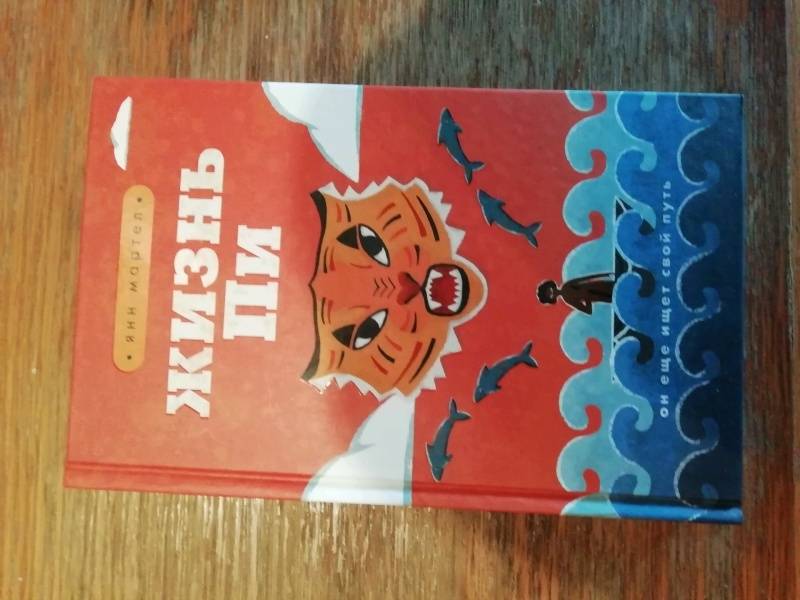 • янн мартел •
ЖИЗНЬ
ПИ
он еще ищет свой путь